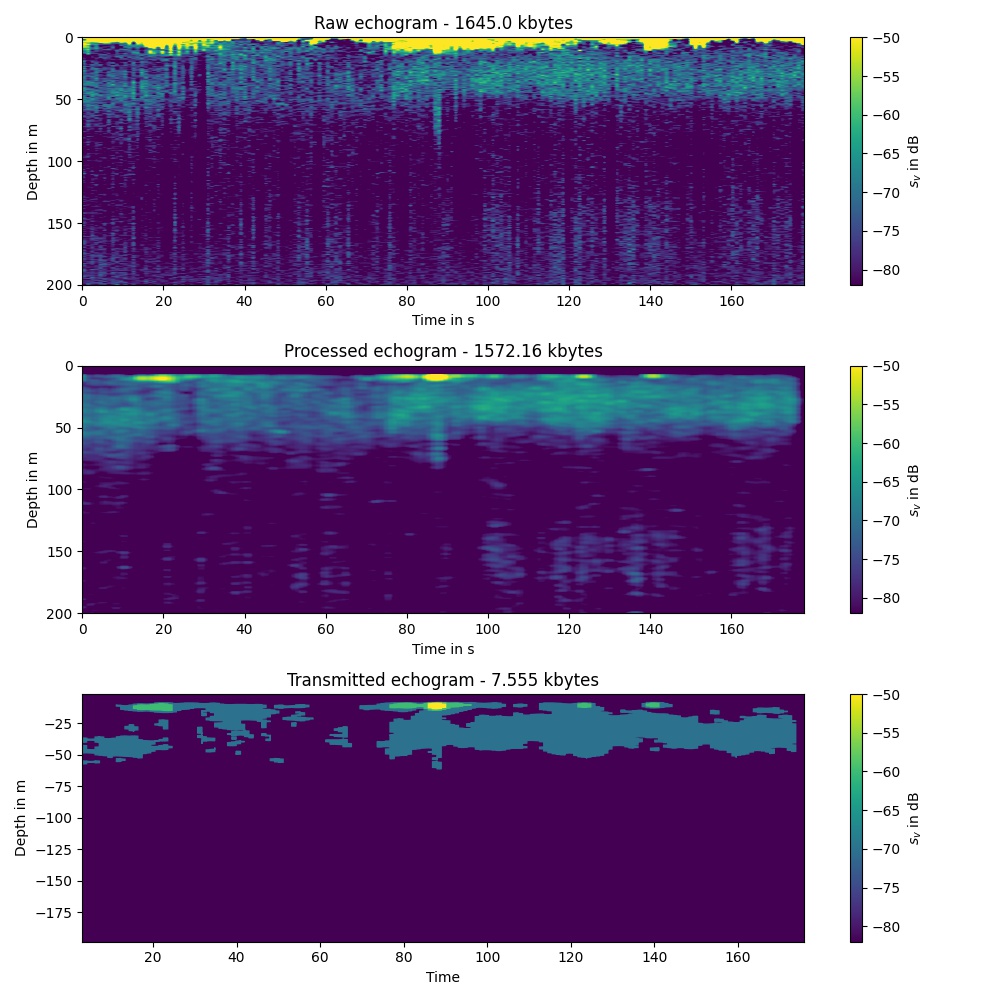 Raw echogram - 1645.0 kbytes
0
50
100
150
200
Depth in m
0 20 40 60 80 100 120 140 160
Time in s
−50
−55
−60
−65
−70
−75
−80
sv in dB
Processed echogram - 1572.16 kbytes
0
50
100
150
200
Depth in m
0 20 40 60 80 100 120 140 160
Time in s
−50
−55
−60
−65
−70
−75
−80
sv in dB
Transmitted echogram - 7.555 kbytes
−25
−50
−75
−100
−125
−150
−175
Depth in m
20 40 60 80 100 120 140 160
Time
−50
−55
−60
−65
−70
−75
−80
sv in dB